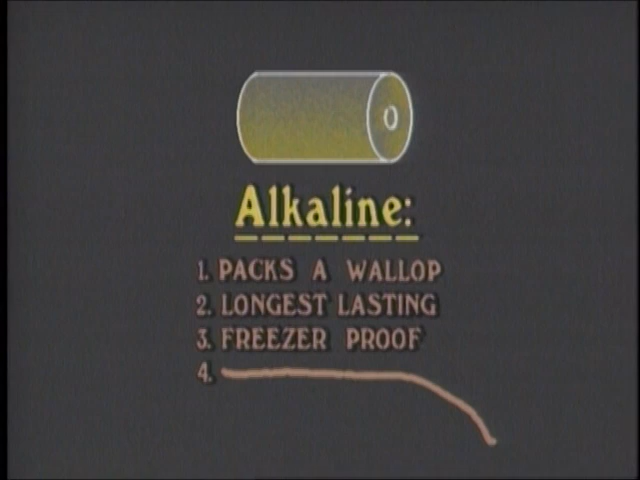 Alkaline:
1. PACKS A WALLOP
2. LONGEST LASTING
3. FREEZER PROOF
4.